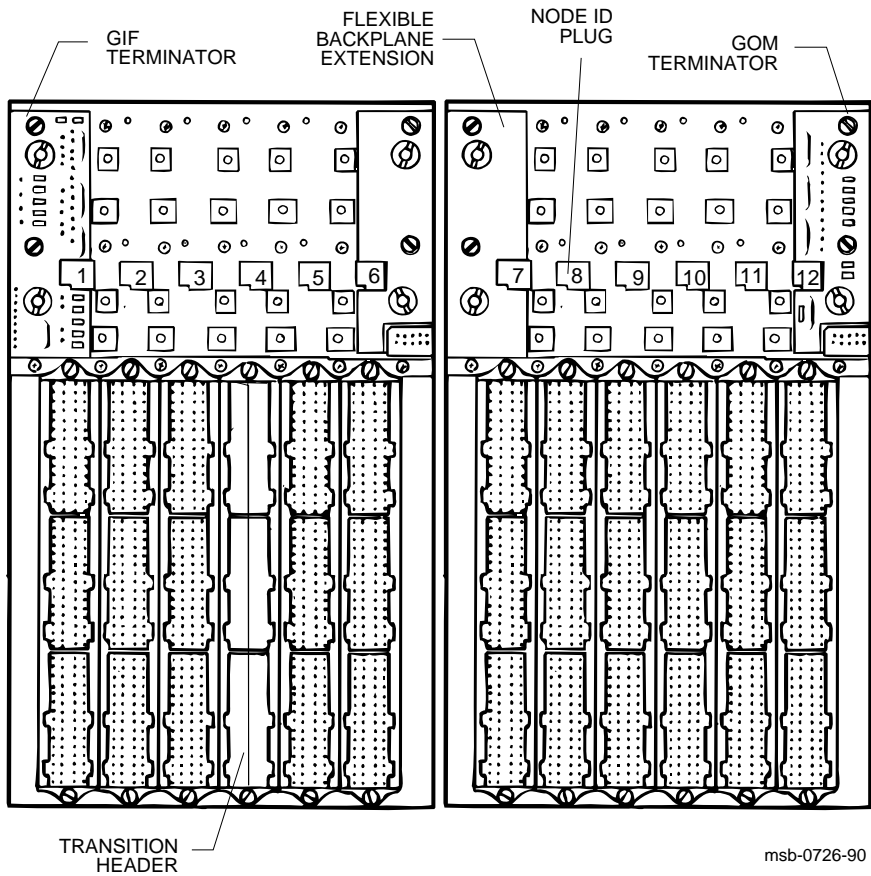 GIF
TERMINATOR
FLEXIBLE
BACKPLANE
EXTENSION
NODE ID
PLUG
GOM
TERMINATOR
1 2 3 4 5 6 7 8 9 10 11 12
TRANSITION
HEADER
msb-0726-90